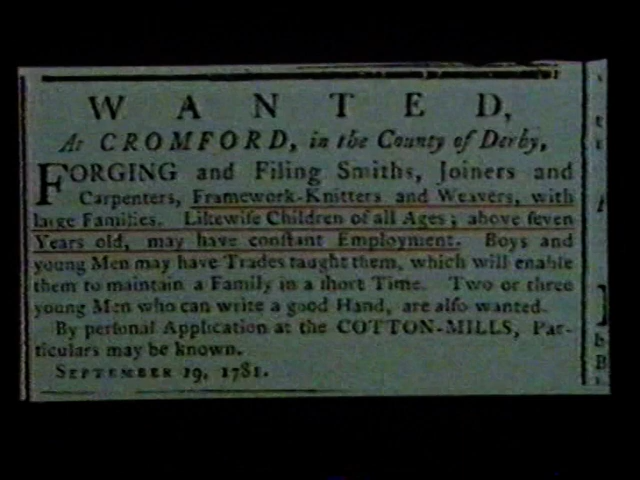 WANTED,
At CROMFORD, in the County of Derby,
FORGING and Filing Smiths, Joiners and
Carpenters, Framework-Knitters and Weavers, with
large Families. Likewiſe Children of all Ages; above ſeven
Years old, may have conſtant Employment. Boys and
young Men may have Trades taught them, which will enable
them to maintain a Family in a ſhort Time. Two or three
young Men who can write a good Hand, are alſo wanted.
By perſonal Application at the COTTON-MILLS, Par-
ticulars may be known.
SEPTEMBER 19, 1781.